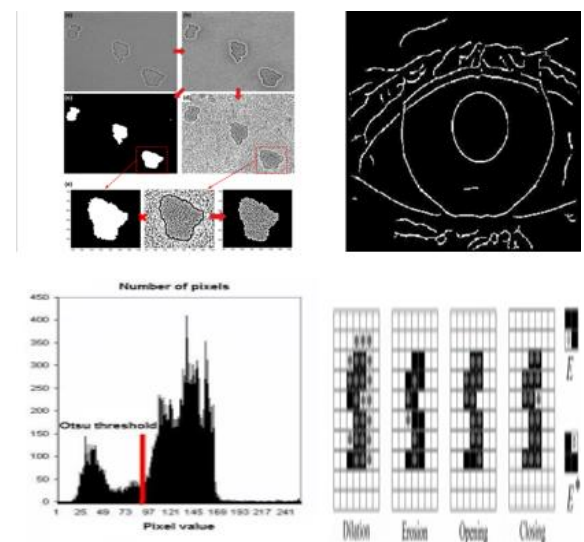 (a)
(b)
(c)
(d)
(e)
Number of pixels
450
400
350
300
250
200
150
100
50
0
Otsu threshold
1 25 49 73 97 121 145 169 193 217 241
Pixel value
E
E
Dilation Erosion Opening Closing